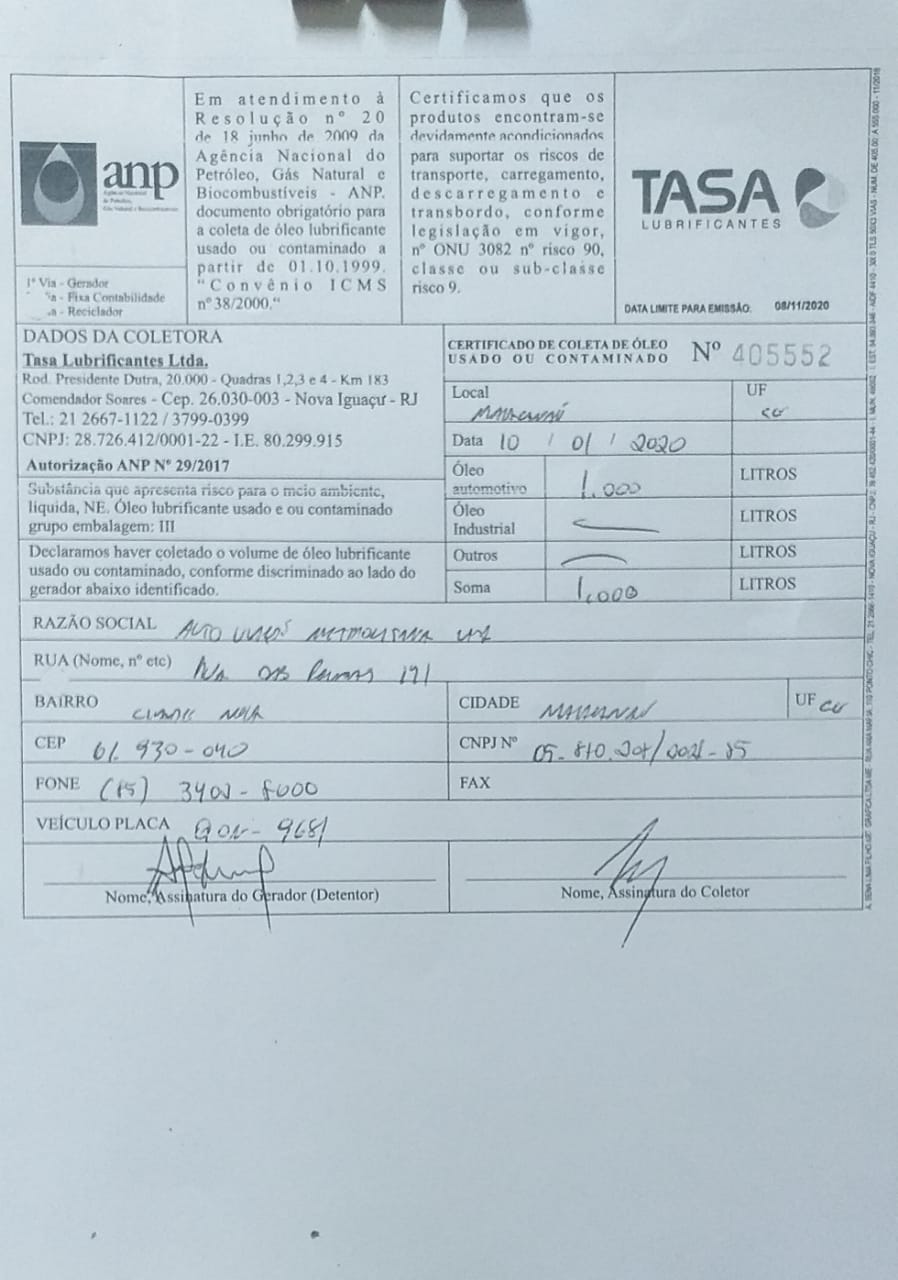 anp
Em atendimento à
Resolução nº 20
de 18 junho de 2009 da
Agência Nacional do
Petróleo, Gás Natural e
Biocombustíveis - ANP.
documento obrigatório para
a coleta de óleo lubrificante
usado ou contaminado a
partir de 01.10.1999.
"Convênio ICMS
nº 38/2000."
Certificamos que os
produtos encontram-se
devidamente acondicionados
para suportar os riscos de
transporte, carregamento,
descarregamento e
transbordo, conforme
legislação em vigor,
nº ONU 3082 nº risco 90,
classe ou sub-classe
risco 9.
TASA
LUBRIFICANTES
DATA LIMITE PARA EMISSÃO: 08/11/2020
1ª Via - Gerador
- Fixa Contabilidade
- Reciclador
DADOS DA COLETORA
Tasa Lubrificantes Ltda.
Rod. Presidente Dutra, 20.000 - Quadras 1,2,3 e 4 - Km 183
Comendador Soares - Cep. 26.030-003 - Nova Iguaçu - RJ
Tel.: 21 2667-1122 / 3799-0399
CNPJ: 28.726.412/0001-22 - I.E. 80.299.915
Autorização ANP Nº 29/2017
Substância que apresenta risco para o meio ambiente,
líquida, NE. Óleo lubrificante usado e ou contaminado
grupo embalagem: III
Declaramos haver coletado o volume de óleo lubrificante
usado ou contaminado, conforme discriminado ao lado do
gerador abaixo identificado.
CERTIFICADO DE COLETA DE ÓLEO
USADO OU CONTAMINADO Nº 405552
Local UF
Data 10 / 01 / 2020
Óleo automotivo 1.000 LITROS
Óleo Industrial LITROS
Outros LITROS
Soma 1,000 LITROS
RAZÃO SOCIAL AUTO
RUA (Nome, nº etc) Rua 191
BAIRRO
CIDADE UF
CEP 61.930-040
CNPJ Nº
FONE
FAX
VEÍCULO PLACA
Nome, Assinatura do Gerador (Detentor)
Nome, Assinatura do Coletor